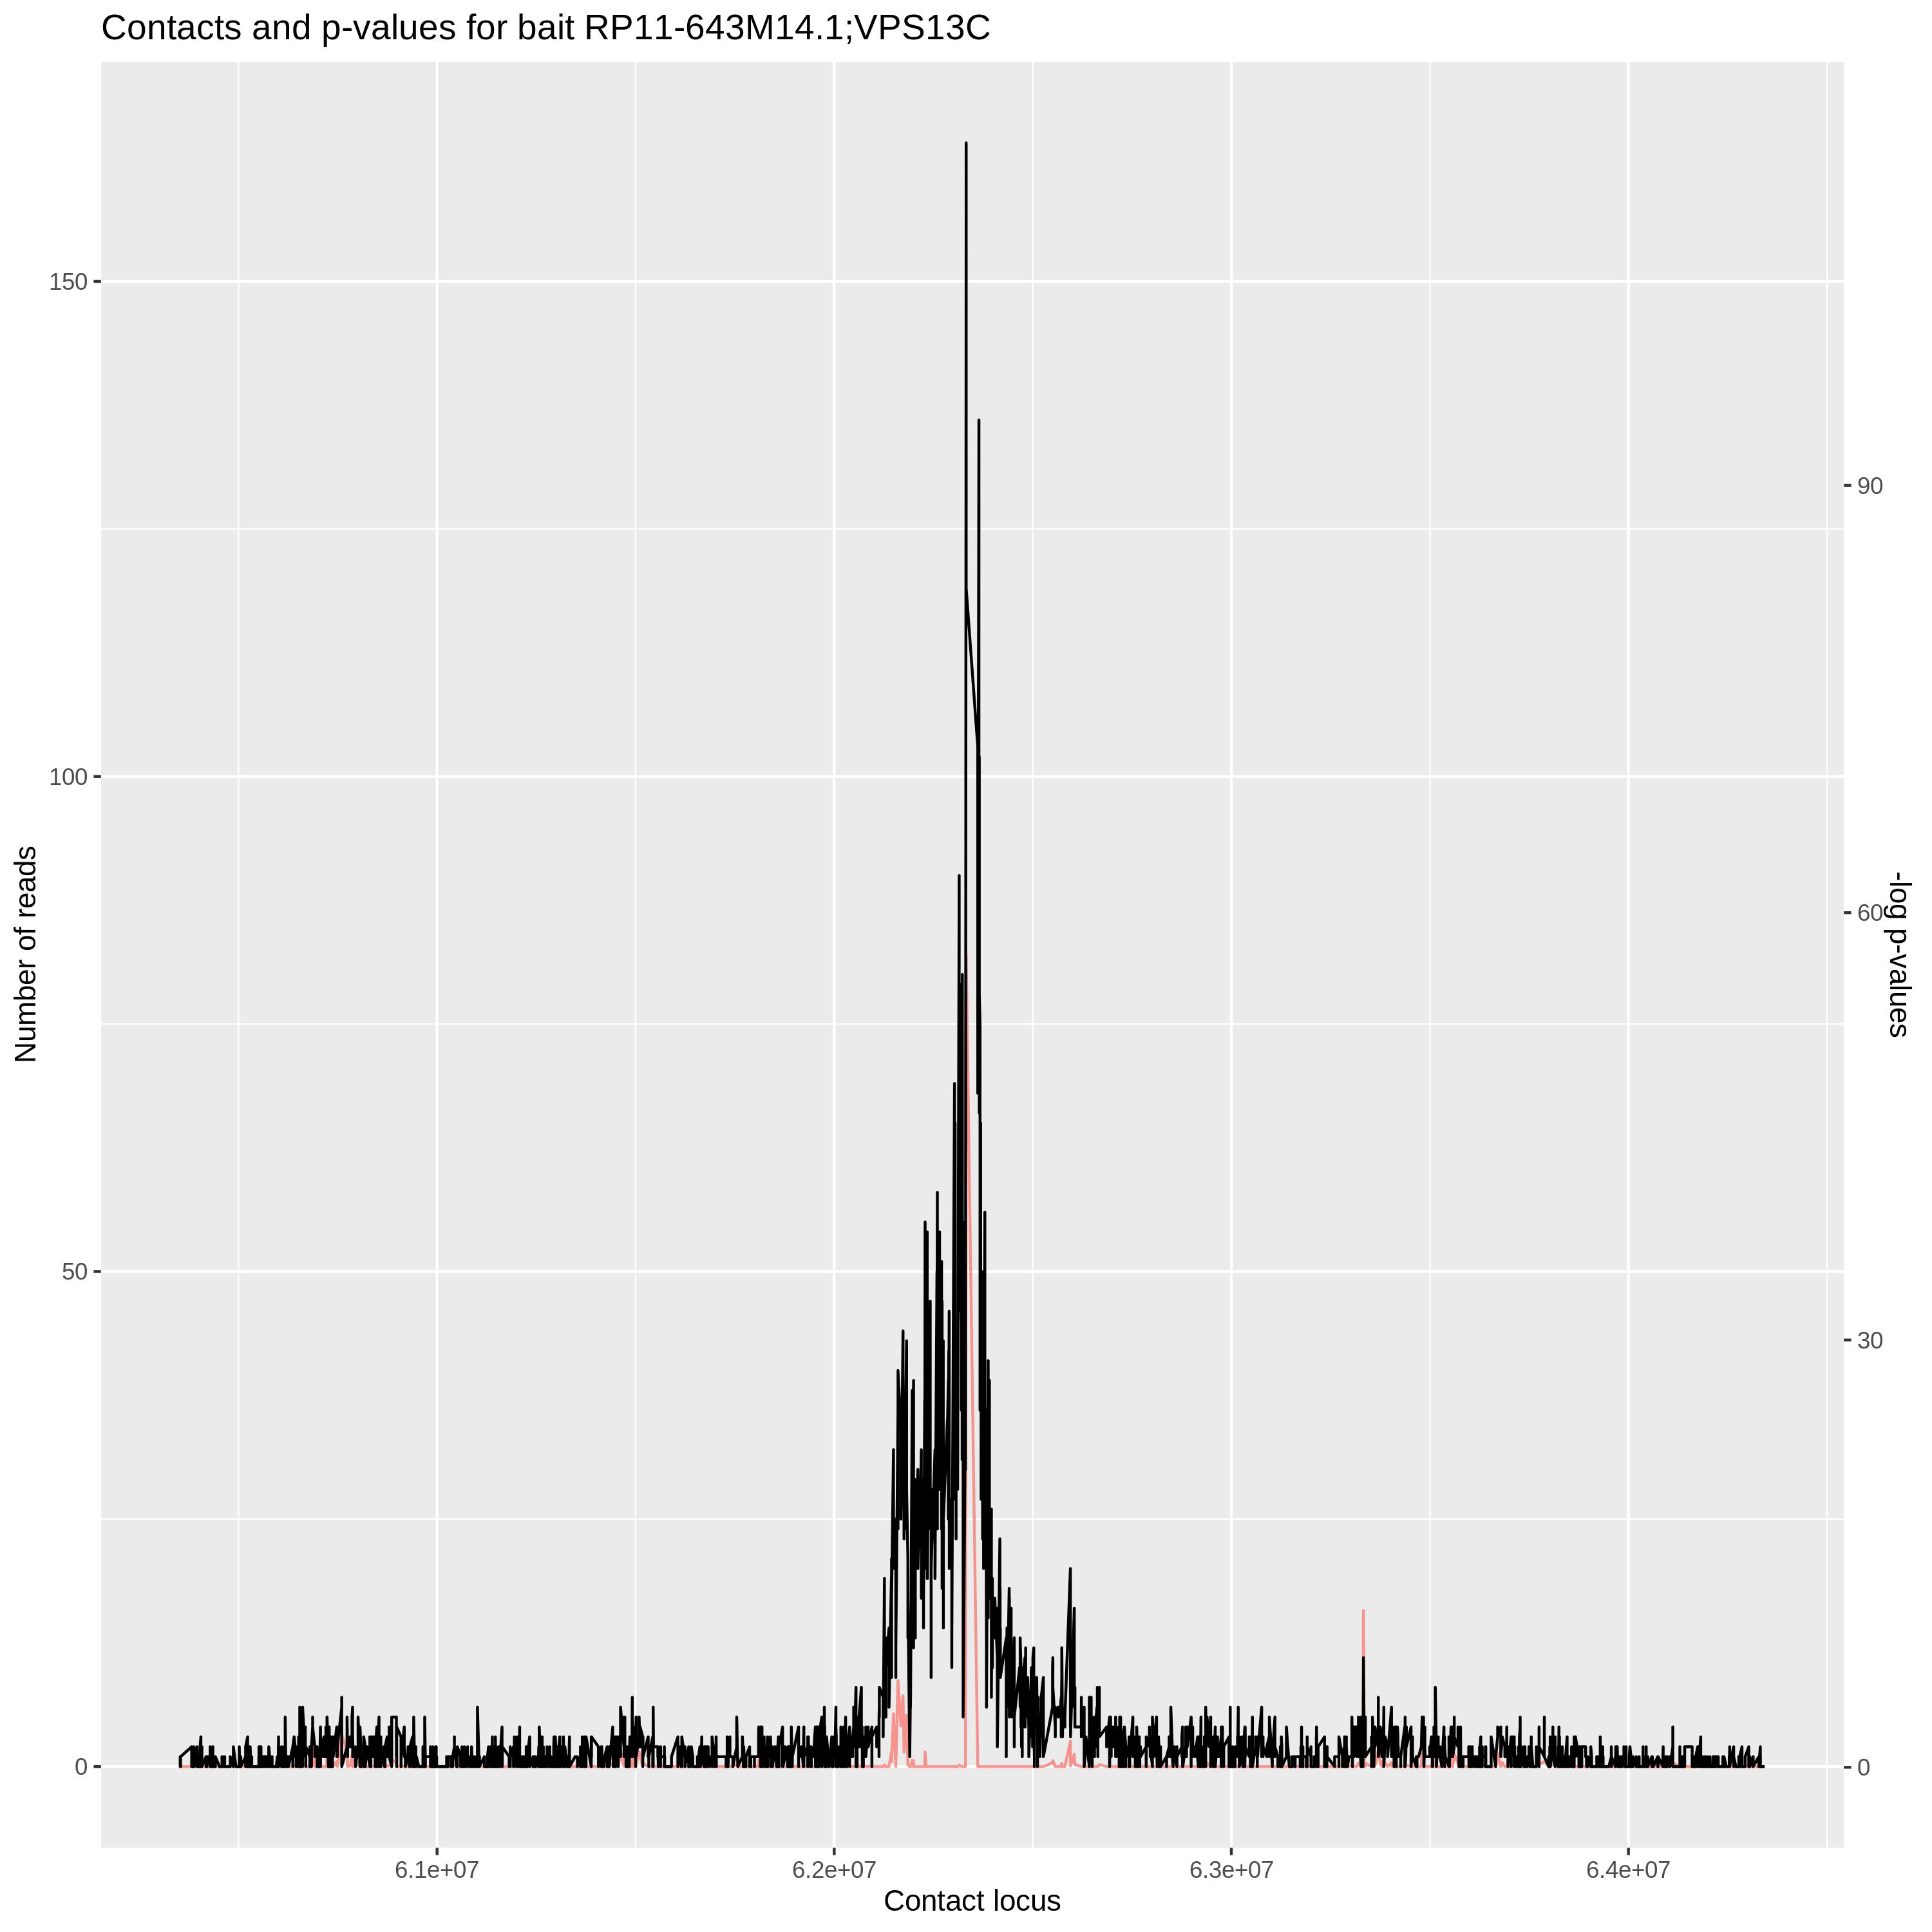 Contacts and p-values for bait RP11-643M14.1;VPS13C
Number of reads
150
100
50
0
90
60
30
0
-log p-values
6.1e+07
6.2e+07
6.3e+07
6.4e+07
Contact locus